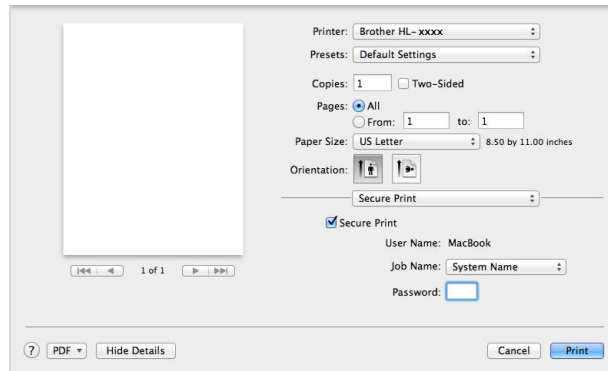 Printer: Brother HL-xxxx
Presets: Default Settings
Copies: 1 Two-Sided
Pages: All
From: 1 to: 1
Paper Size: US Letter 8.50 by 11.00 inches
Orientation:
Secure Print
Secure Print
User Name: MacBook
1 of 1
Job Name: System Name
Password:
? PDF Hide Details Cancel Print